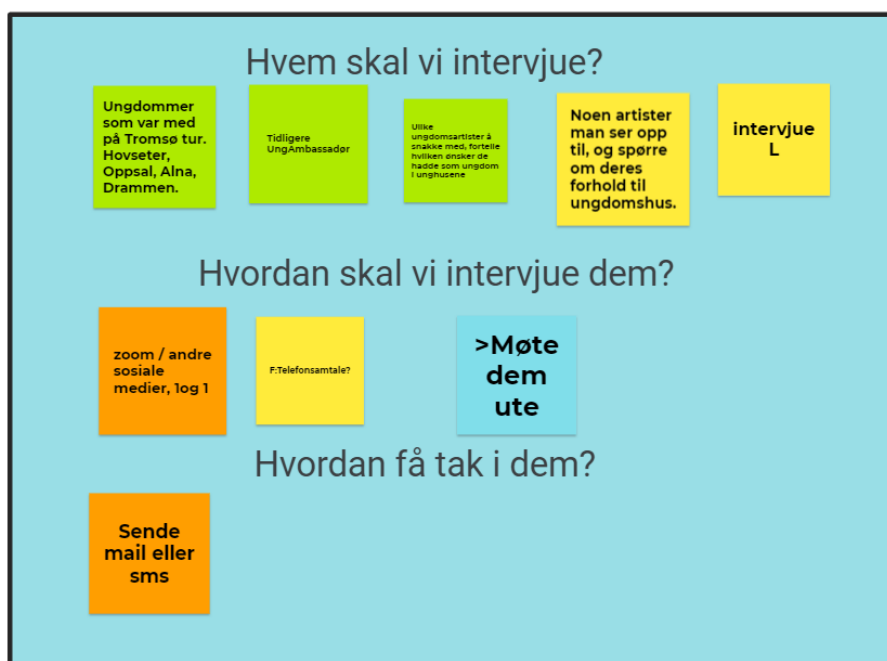 Hvem skal vi intervjue?
Ungdommer
som var med
på Tromsø tur.
Hovseter,
Oppsal, Alna,
Drammen.
Tidligere
UngAmbassadør
Ulike
ungdomsartister å
snakke med, fortelle
hvilken ønsker de
hadde som ungdom
i unghusene
Noen artister
man ser opp
til, og spørre
om deres
forhold til
ungdomshus.
intervjue
L
Hvordan skal vi intervjue dem?
zoom / andre
sosiale
medier, 1og 1
F:Telefonsamtale?
>Møte
dem
ute
Hvordan få tak i dem?
Sende
mail eller
sms